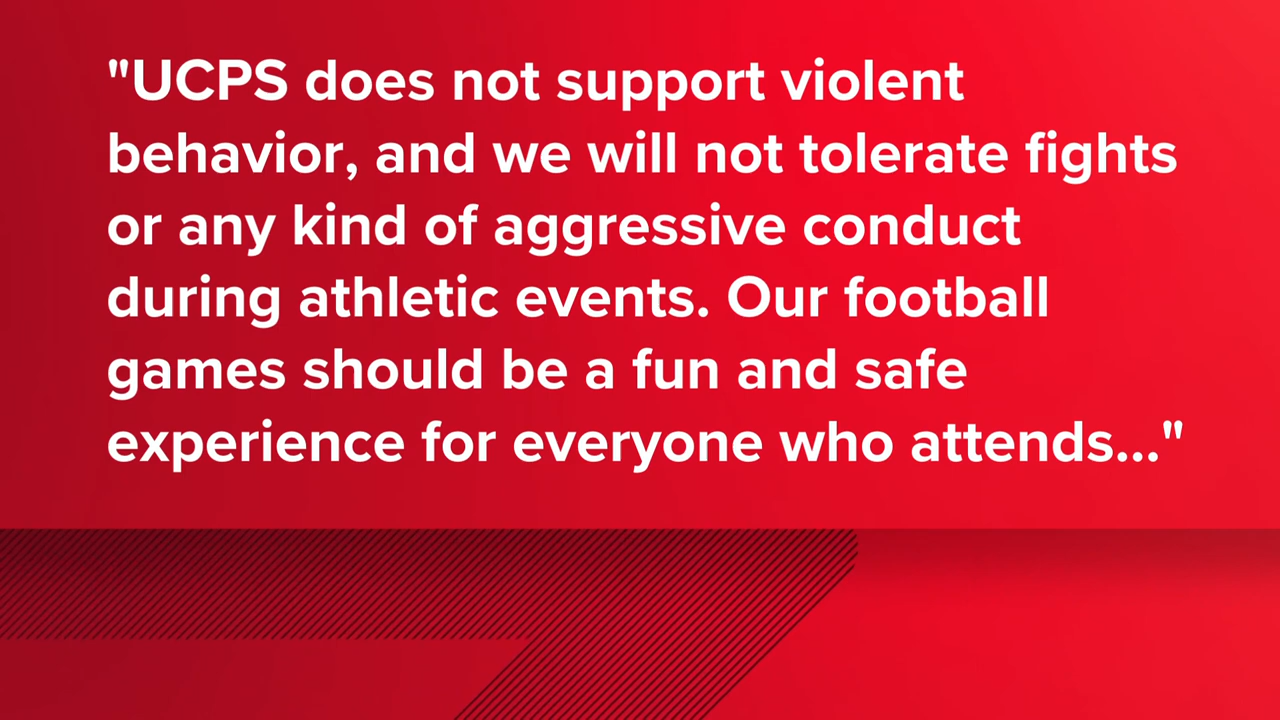 "UCPS does not support violent
behavior, and we will not tolerate fights
or any kind of aggressive conduct
during athletic events. Our football
games should be a fun and safe
experience for everyone who attends..."